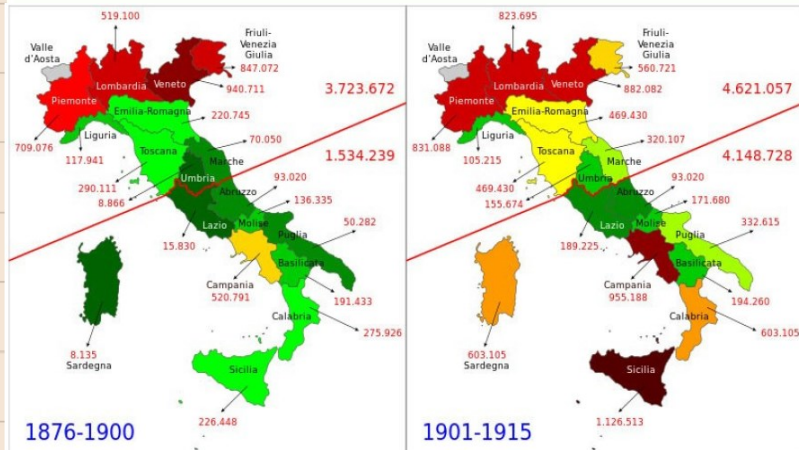 519.100
Valle
d'Aosta
Friuli-
Venezia
Giulia
847.072
Lombardia
Veneto
940.711
3.723.672
Piemonte
Emilia-Romagna
220.745
Liguria
709.076
117.941
Toscana
70.050
1.534.239
Marche
290.111
Umbria
93.020
8.866
Abruzzo
136.335
Lazio
Molise
50.282
15.830
Puglia
Basilicata
Campania
520.791
191.433
Calabria
275.926
8.135
Sardegna
Sicilia
226.448
1876-1900
823.695
Valle
d'Aosta
Friuli-
Venezia
Giulia
560.721
Lombardia
Veneto
882.082
4.621.057
Piemonte
Emilia-Romagna
469.430
Liguria
831.088
105.215
Toscana
320.107
4.148.728
Marche
469.430
Umbria
93.020
155.674
Abruzzo
171.680
Lazio
Molise
332.615
189.225
Puglia
Basilicata
Campania
955.188
194.260
Calabria
603.105
603.105
Sardegna
Sicilia
1.126.513
1901-1915